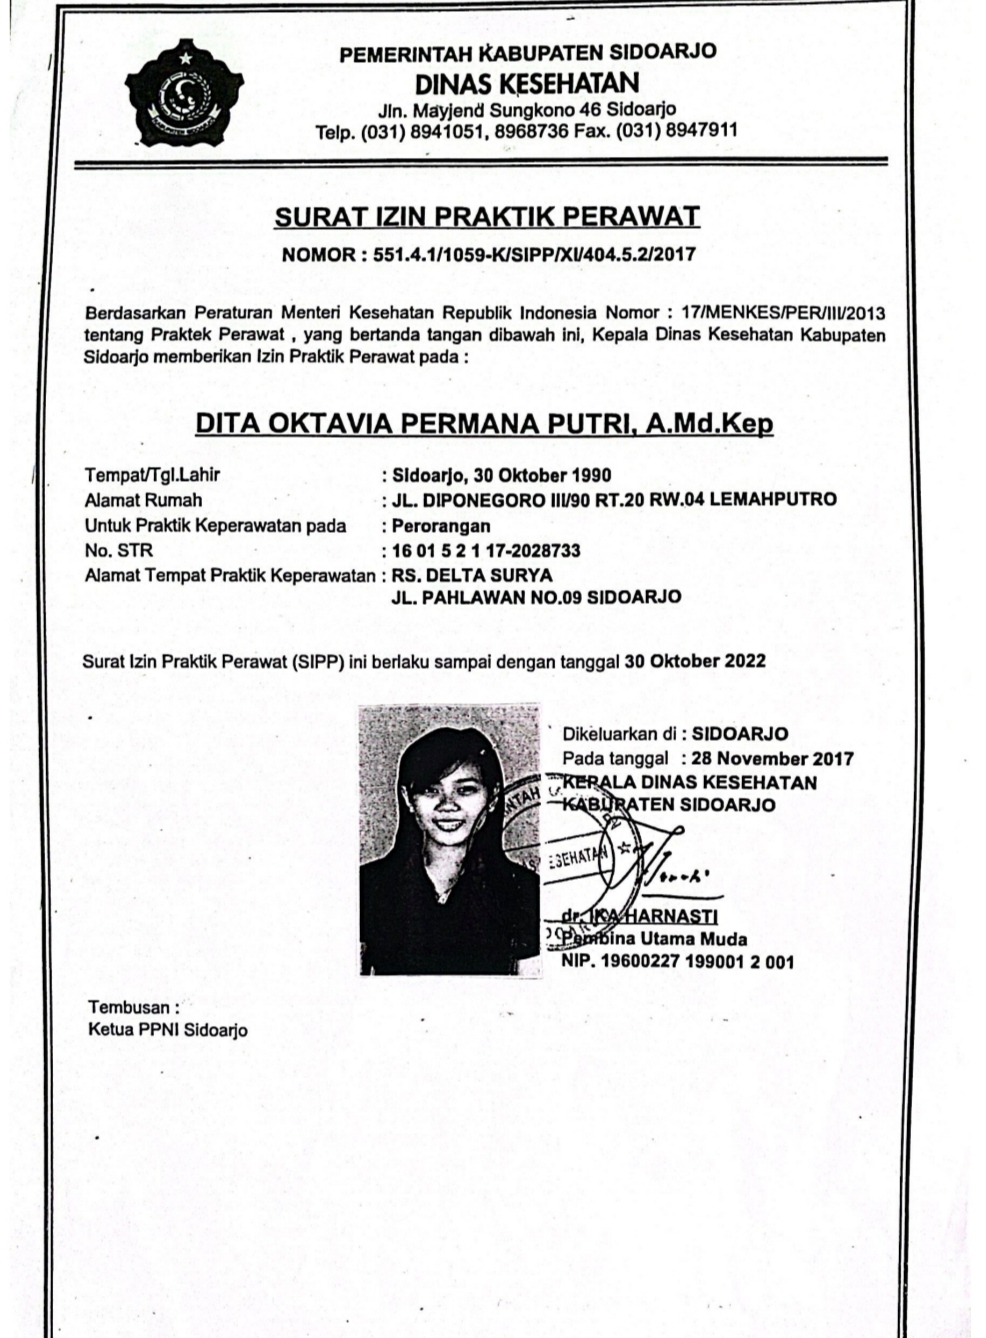 PEMERINTAH KABUPATEN SIDOARJO
DINAS KESEHATAN
Jln. Mayjend Sungkono 46 Sidoarjo
Telp. (031) 8941051, 8968736 Fax. (031) 8947911
SURAT IZIN PRAKTIK PERAWAT
NOMOR : 551.4.1/1059-K/SIPP/XI/404.5.2/2017
Berdasarkan Peraturan Menteri Kesehatan Republik Indonesia Nomor : 17/MENKES/PER/III/2013
tentang Praktek Perawat , yang bertanda tangan dibawah ini, Kepala Dinas Kesehatan Kabupaten
Sidoarjo memberikan Izin Praktik Perawat pada :
DITA OKTAVIA PERMANA PUTRI, A.Md.Kep
Tempat/Tgl.Lahir : Sidoarjo, 30 Oktober 1990
Alamat Rumah : JL. DIPONEGORO III/90 RT.20 RW.04 LEMAHPUTRO
Untuk Praktik Keperawatan pada : Perorangan
No. STR : 16 01 5 2 1 17-2028733
Alamat Tempat Praktik Keperawatan : RS. DELTA SURYA
JL. PAHLAWAN NO.09 SIDOARJO
Surat Izin Praktik Perawat (SIPP) ini berlaku sampai dengan tanggal 30 Oktober 2022
Dikeluarkan di : SIDOARJO
Pada tanggal : 28 November 2017
KEPALA DINAS KESEHATAN
KABUPATEN SIDOARJO
dr. IKA HARNASTI
Pembina Utama Muda
NIP. 19600227 199001 2 001
Tembusan :
Ketua PPNI Sidoarjo